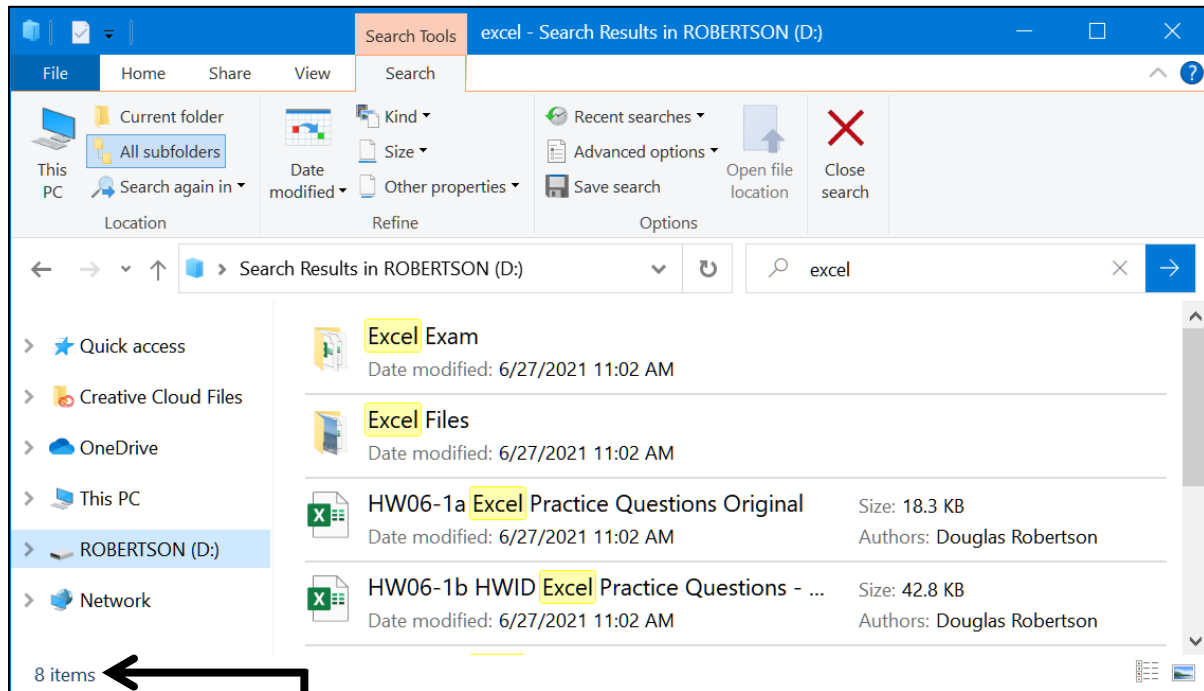 Search Tools
excel - Search Results in ROBERTSON (D:)
File Home Share View Search
?
This PC
Current folder
All subfolders
Search again in
Location
Date modified
Kind
Size
Other properties
Refine
Recent searches
Advanced options
Save search
Open file location
Options
Close search
Search Results in ROBERTSON (D:)
excel
Quick access
Creative Cloud Files
OneDrive
This PC
ROBERTSON (D:)
Network
Excel Exam
Date modified: 6/27/2021 11:02 AM
Excel Files
Date modified: 6/27/2021 11:02 AM
HW06-1a Excel Practice Questions Original Size: 18.3 KB
Date modified: 6/27/2021 11:02 AM Authors: Douglas Robertson
HW06-1b HWID Excel Practice Questions - ... Size: 42.8 KB
Date modified: 6/27/2021 11:02 AM Authors: Douglas Robertson
8 items